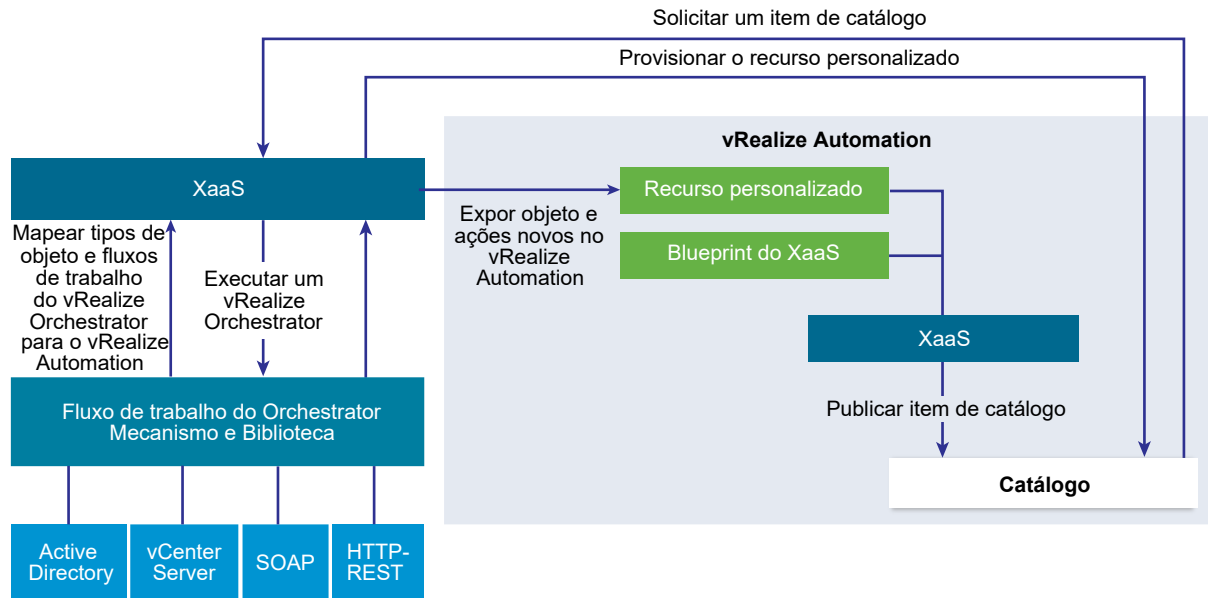 Solicitar um item de catálogo
Provisionar o recurso personalizado
vRealize Automation
XaaS
Recurso personalizado
Expor objeto e
ações novos no
vRealize
Automation
Blueprint do XaaS
Mapear tipos de
objeto e fluxos
de trabalho
do vRealize
Orchestrator
para o vRealize
Automation
Executar um
vRealize
Orchestrator
XaaS
Publicar item de catálogo
Fluxo de trabalho do Orchestrator
Mecanismo e Biblioteca
Catálogo
Active
Directory
vCenter
Server
SOAP
HTTP-
REST